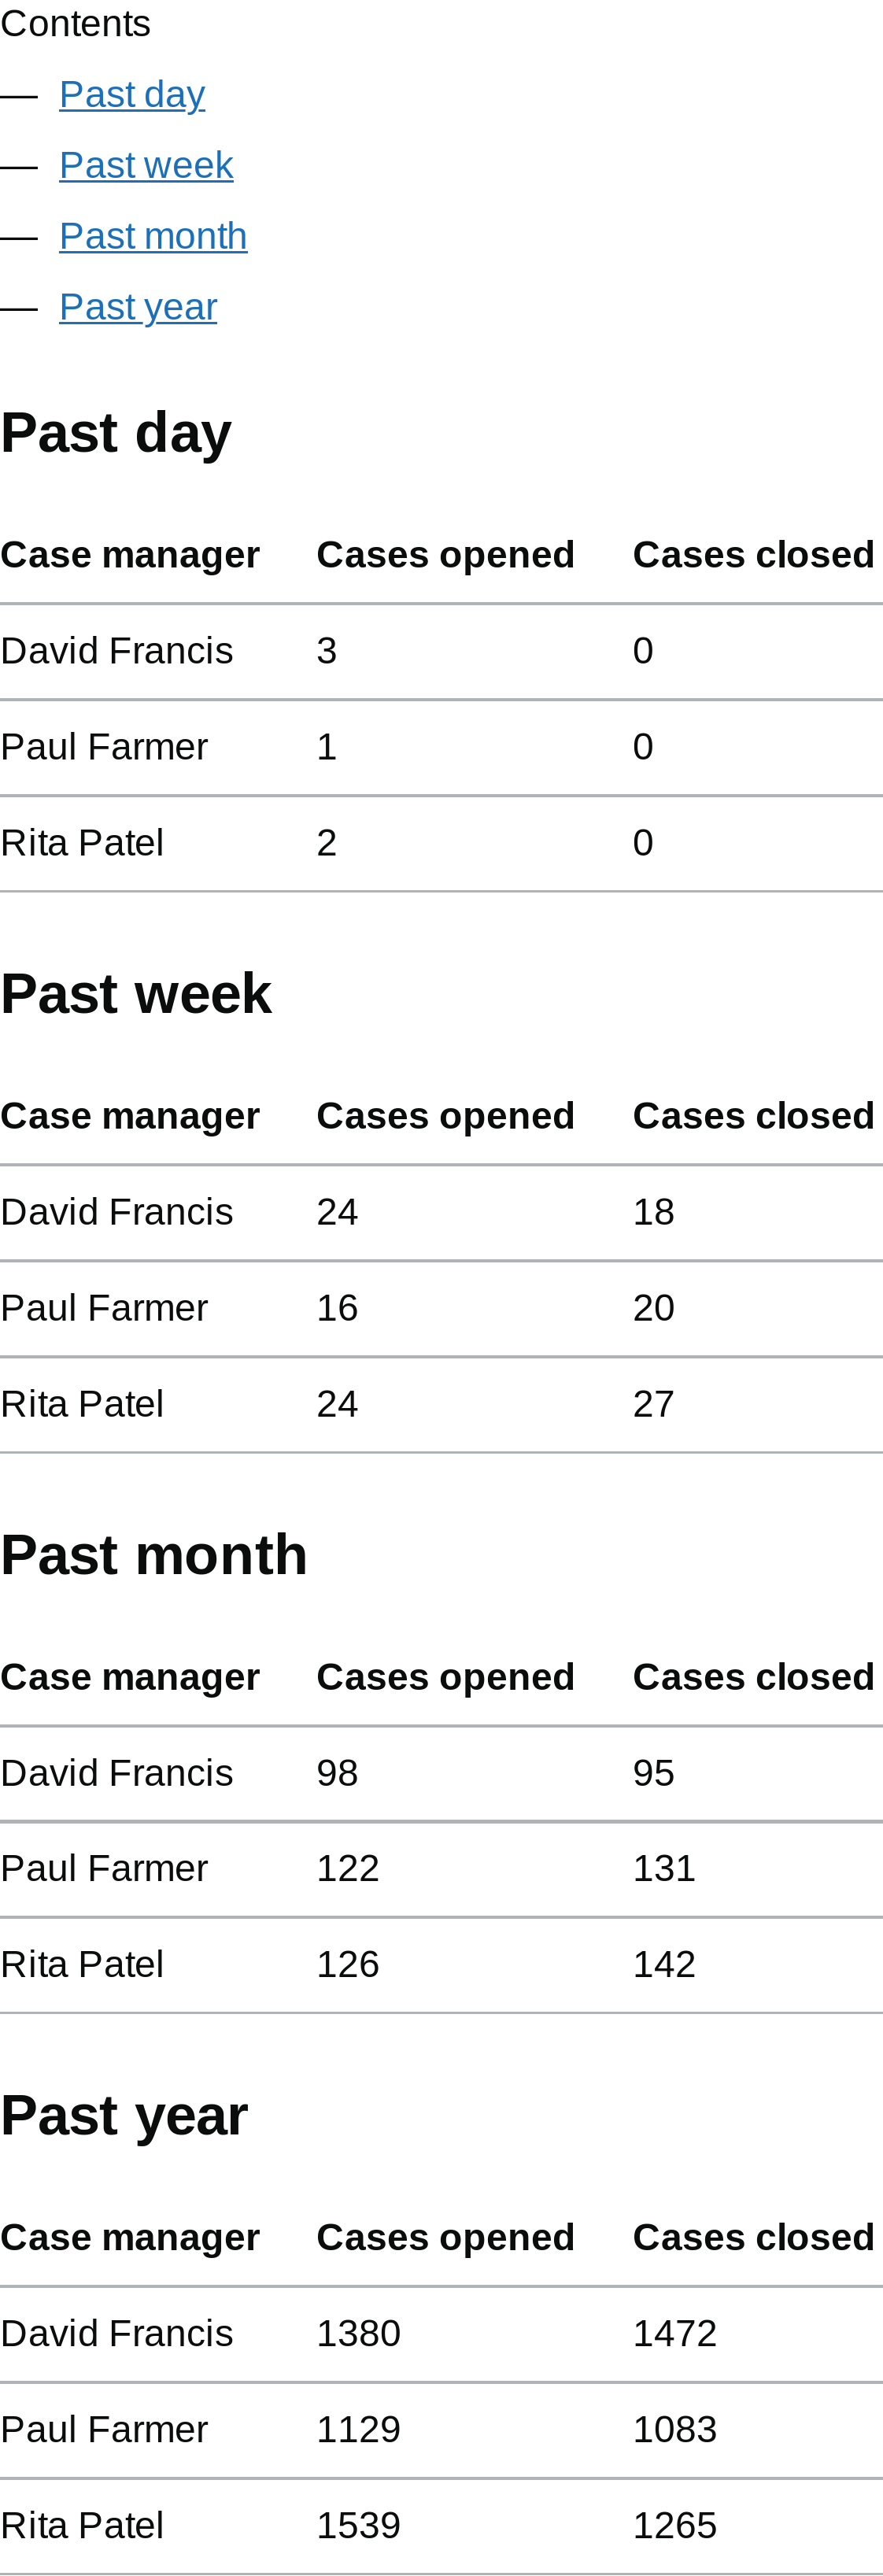 Contents
— Past day
— Past week
— Past month
— Past year
Past day
Case manager Cases opened Cases closed
David Francis 3 0
Paul Farmer 1 0
Rita Patel 2 0
Past week
Case manager Cases opened Cases closed
David Francis 24 18
Paul Farmer 16 20
Rita Patel 24 27
Past month
Case manager Cases opened Cases closed
David Francis 98 95
Paul Farmer 122 131
Rita Patel 126 142
Past year
Case manager Cases opened Cases closed
David Francis 1380 1472
Paul Farmer 1129 1083
Rita Patel 1539 1265